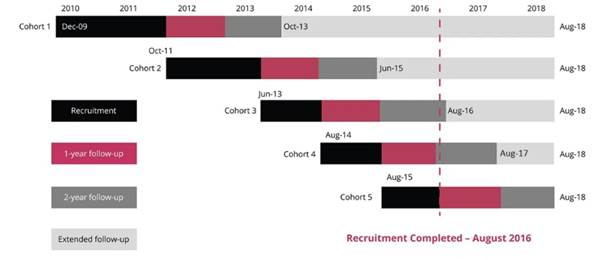 2010 2011 2012 2013 2014 2015 2016 2017 2018
Cohort 1 Dec-09 Oct-13 Aug-18
Oct-11
Cohort 2 Jun-15 Aug-18
Jun-13
Recruitment Cohort 3 Aug-16 Aug-18
Aug-14
1-year follow-up Cohort 4 Aug-17 Aug-18
Aug-15
2-year follow-up Cohort 5 Aug-18
Extended follow-up Recruitment Completed – August 2016